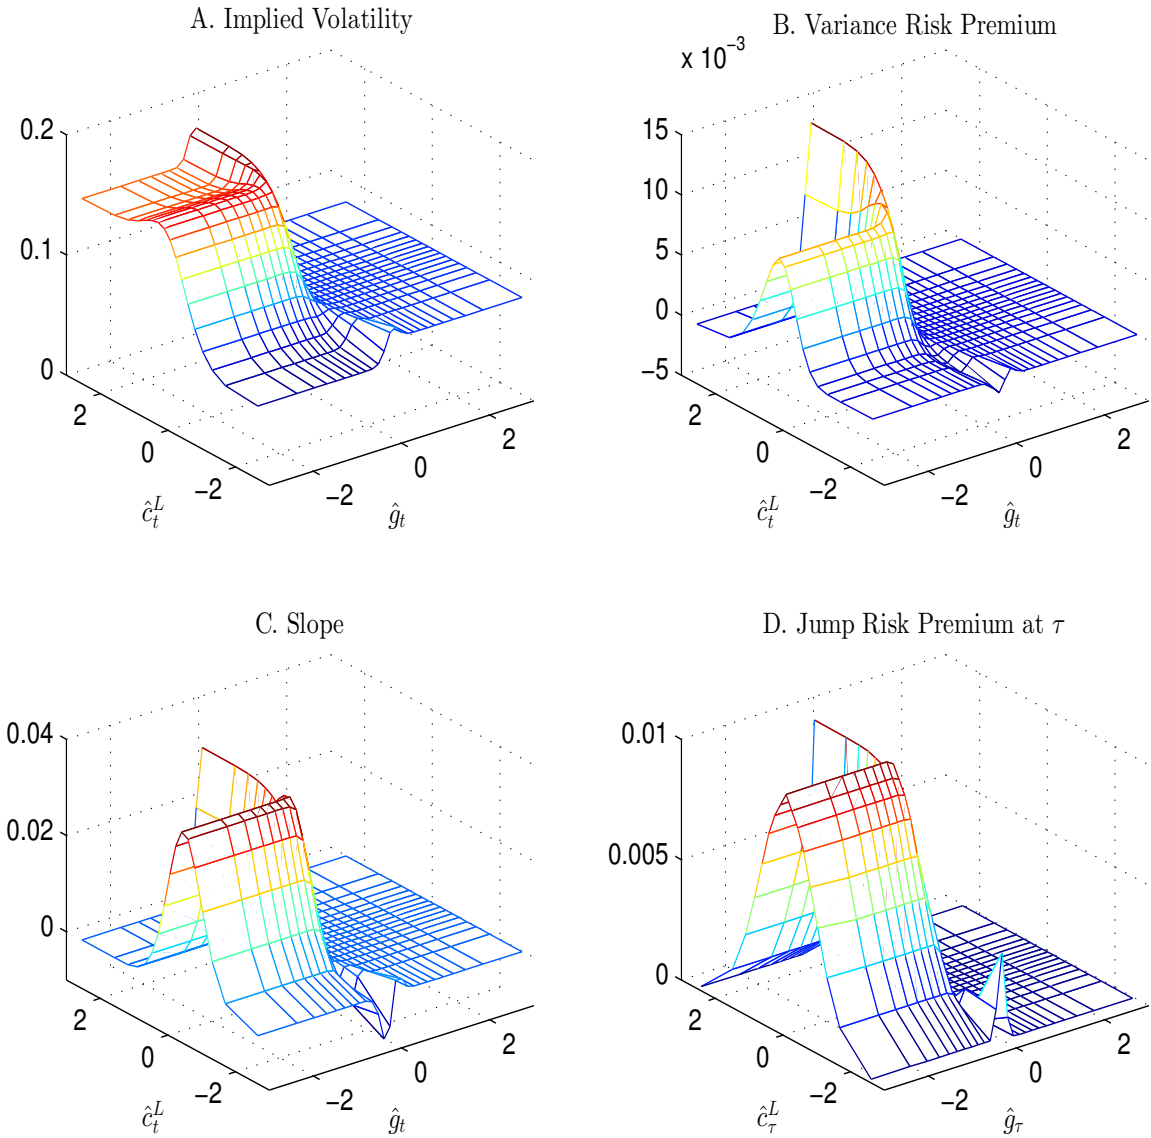 A. Implied Volatility
0.2
0.1
0
2
0
−2
−2
0
2
ĉ_t^L
ĝ_t
B. Variance Risk Premium
x 10^−3
15
10
5
0
−5
2
0
−2
−2
0
2
ĉ_t^L
ĝ_t
C. Slope
0.04
0.02
0
2
0
−2
−2
0
2
ĉ_t^L
ĝ_t
D. Jump Risk Premium at τ
0.01
0.005
0
2
0
−2
−2
0
2
ĉ_τ^L
ĝ_τ